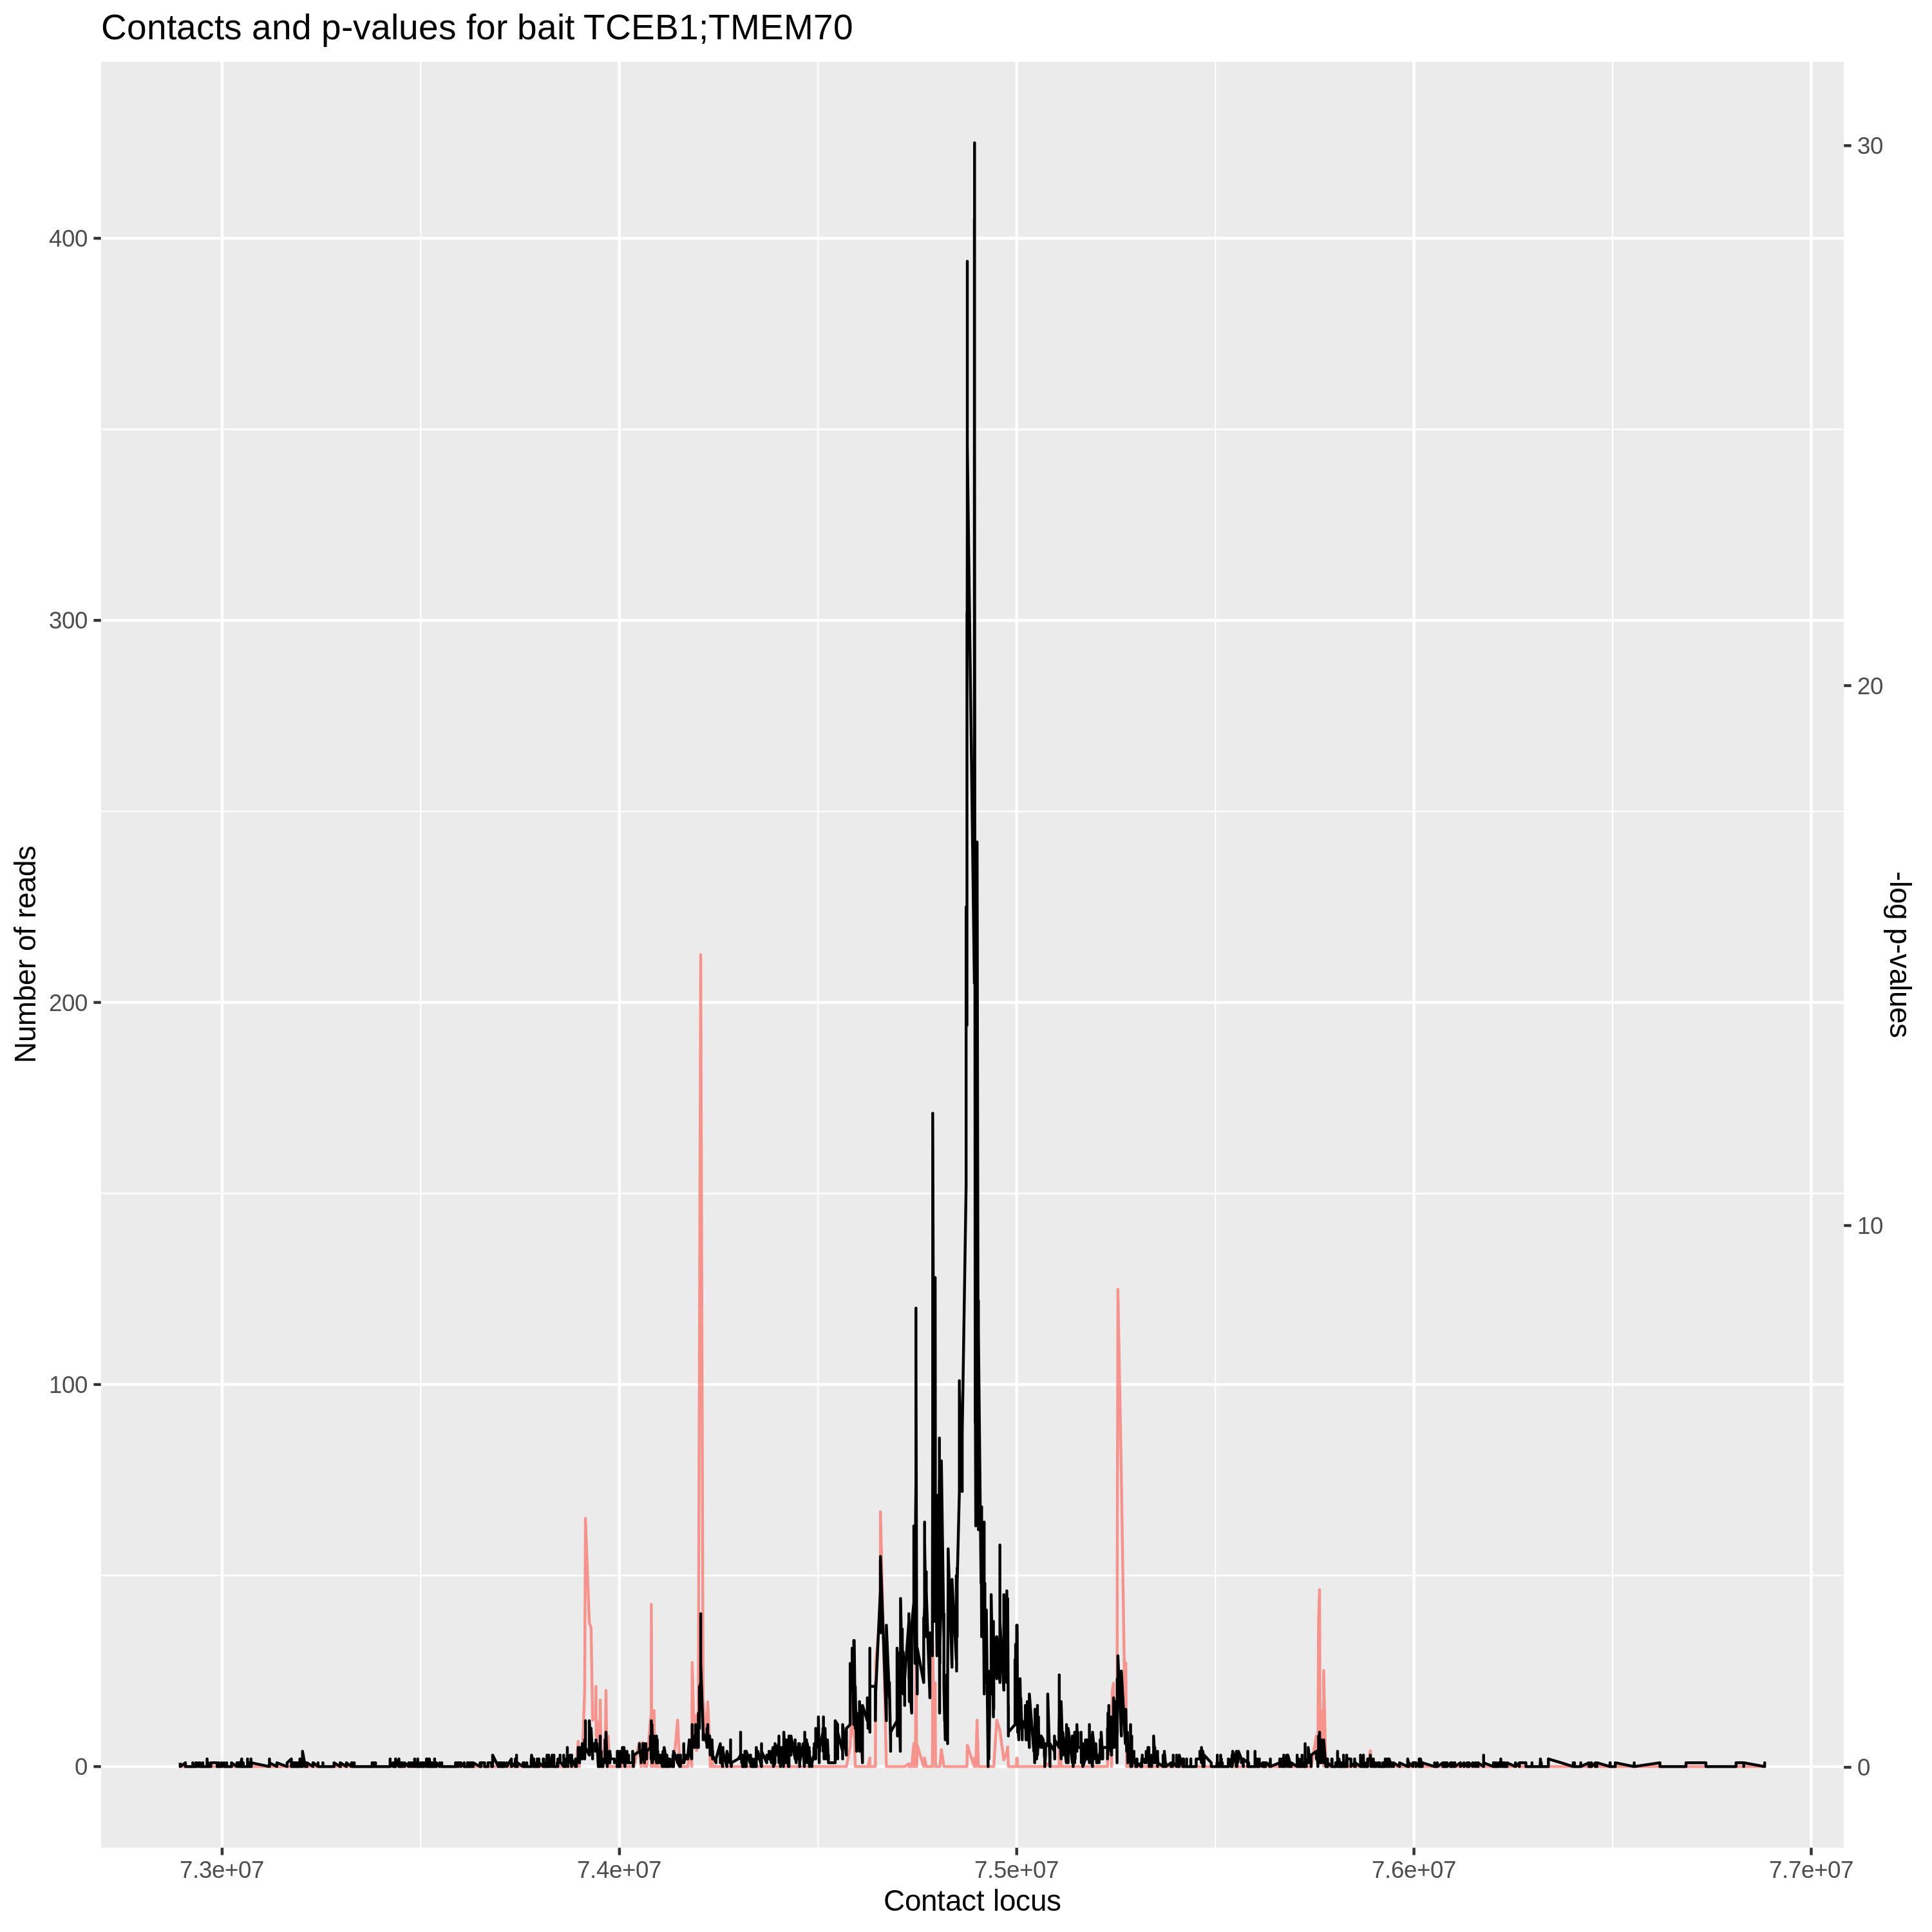 Contacts and p-values for bait TCEB1;TMEM70
400
300
200
100
0
Number of reads
30
20
10
0
-log p-values
7.3e+07
7.4e+07
7.5e+07
7.6e+07
7.7e+07
Contact locus